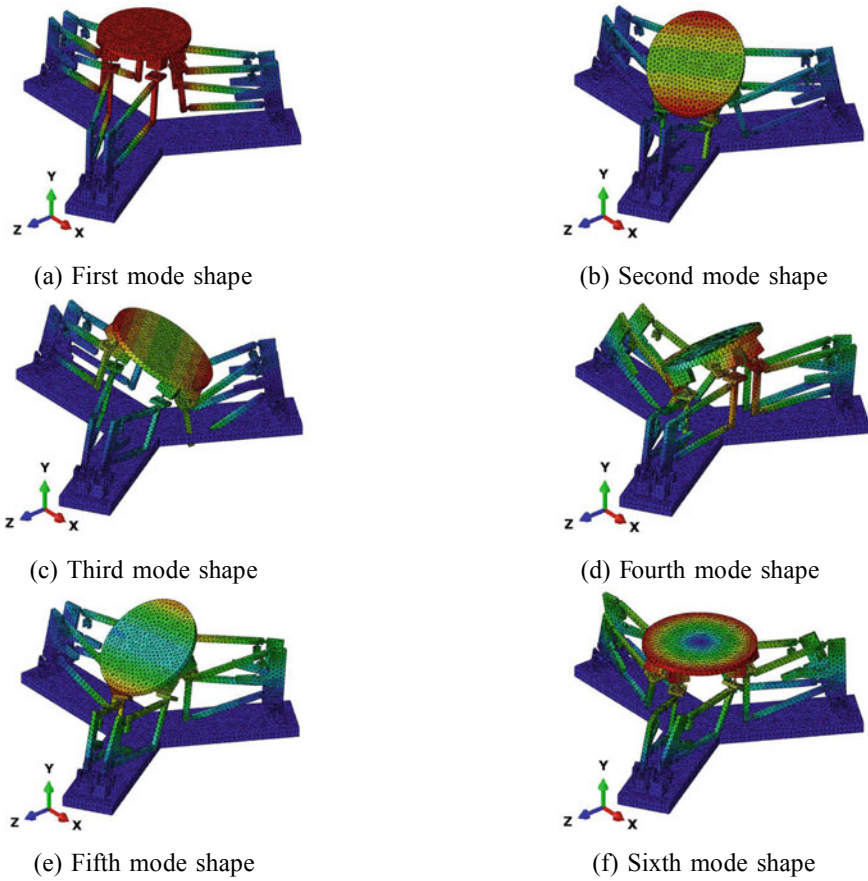 Y
Z
X
Y
Z
X
(a) First mode shape
(b) Second mode shape
Y
Z
X
Y
Z
X
(c) Third mode shape
(d) Fourth mode shape
Y
Z
X
Y
Z
X
(e) Fifth mode shape
(f) Sixth mode shape